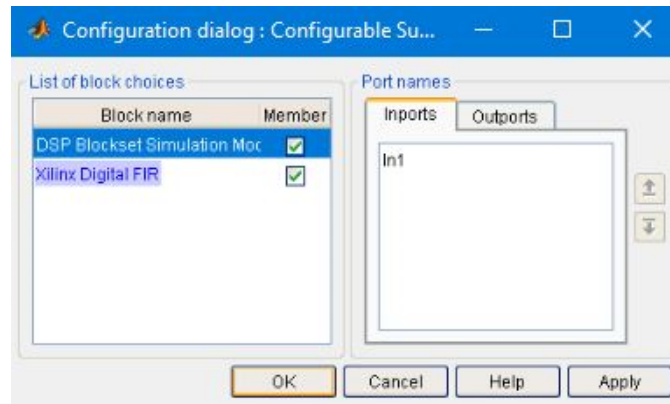 Configuration dialog : Configurable Su...
List of block choices
Block name Member
DSP Blockset Simulation Moc
Xilinx Digital FIR
Port names
Inports Outports
In1
OK Cancel Help Apply